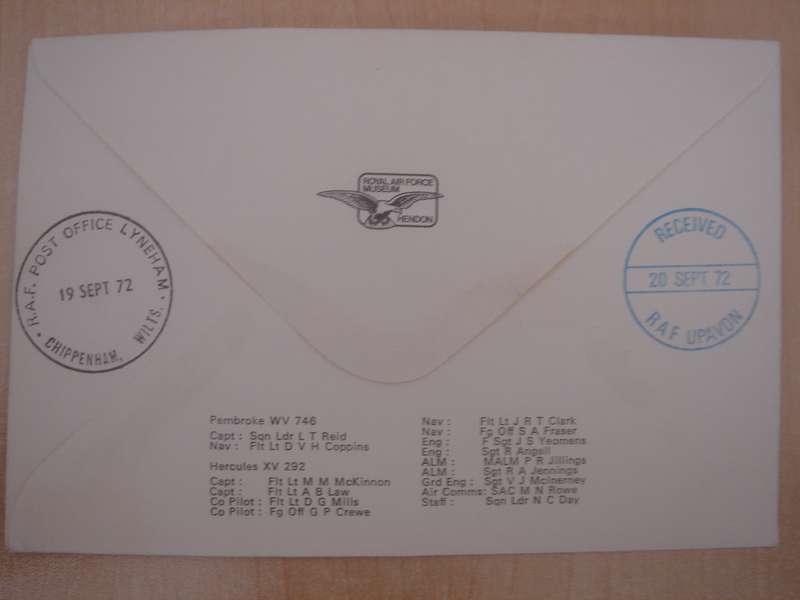 ROYAL AIR FORCE
MUSEUM
HENDON
R.A.F. POST OFFICE LYNEHAM
19 SEPT 72
CHIPPENHAM, WILTS.
RECEIVED
20 SEPT 72
RAF UPAVON
Pembroke WV 746
Capt : Sqn Ldr L T Reid
Nav : Flt Lt D V H Coppins
Hercules XV 292
Capt : Flt Lt M M McKinnon
Capt : Flt Lt A B Law
Co Pilot : Flt Lt D G Mills
Co Pilot : Fg Off G P Crewe
Nav : Flt Lt J R T Clark
Nav : Fg Off S A Fraser
Eng : F Sgt J S Yeomens
Eng : Sgt R Angell
ALM : MALM P R Jillings
ALM : Sgt R A Jennings
Grd Eng : Sgt V J McInerney
Air Comms: SAC M N Rowe
Staff : Sqn Ldr N C Day